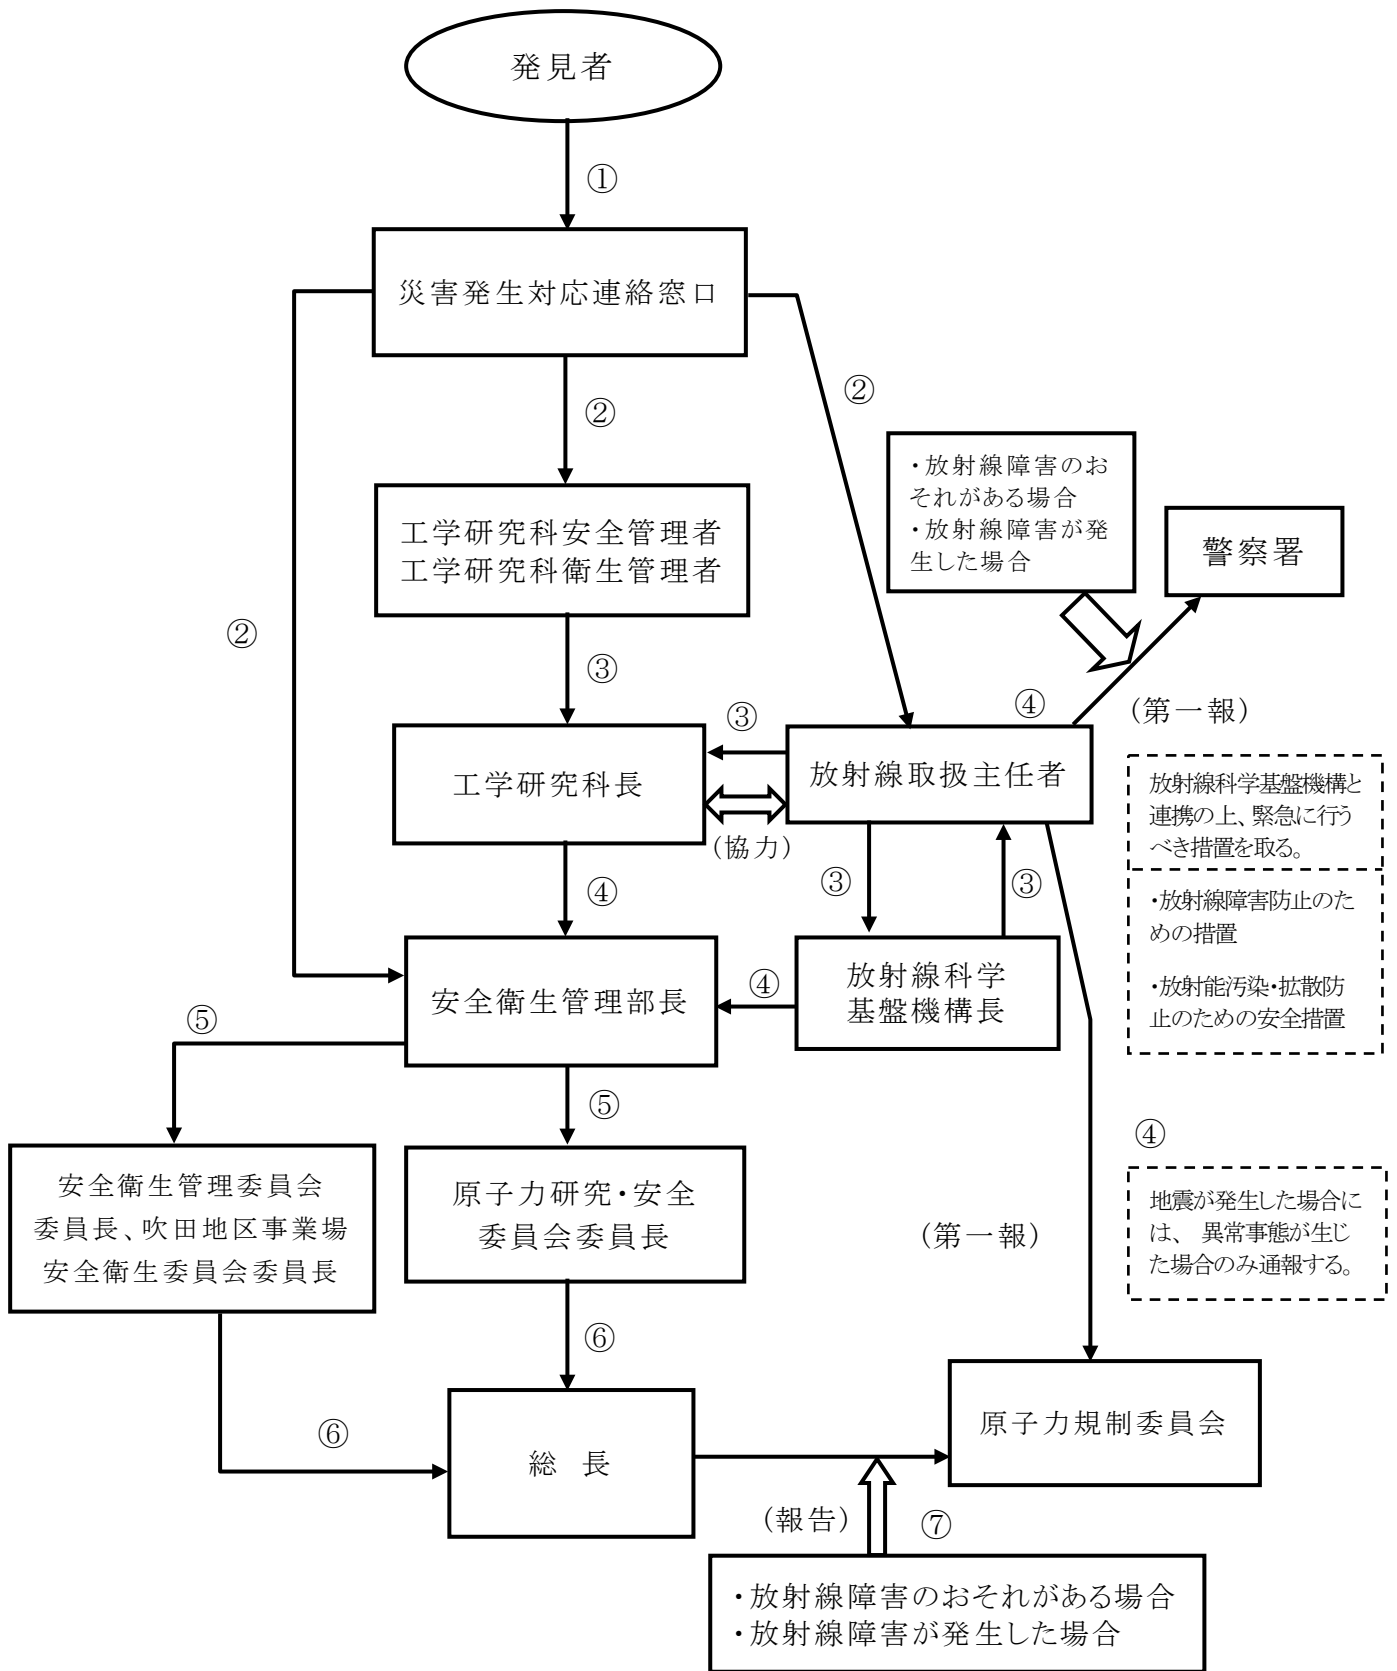 発見者
①
災害発生対応連絡窓口
②
②
②
・放射線障害のお
それがある場合
・放射線障害が発
生した場合
警察署
工学研究科安全管理者
工学研究科衛生管理者
③
③
④
(第一報)
工学研究科長
放射線取扱主任者
(協力)
放射線科学基盤機構と
連携の上、緊急に行う
べき措置を取る。
・放射線障害防止のた
めの措置
・放射能汚染・拡散防
止のための安全措置
④
③
③
安全衛生管理部長
④
放射線科学
基盤機構長
⑤
⑤
④
安全衛生管理委員会
委員長、吹田地区事業場
安全衛生委員会委員長
原子力研究・安全
委員会委員長
(第一報)
地震が発生した場合に
は、 異常事態が生じ
た場合のみ通報する。
⑥
⑥
総 長
原子力規制委員会
(報告)
⑦
・放射線障害のおそれがある場合
・放射線障害が発生した場合